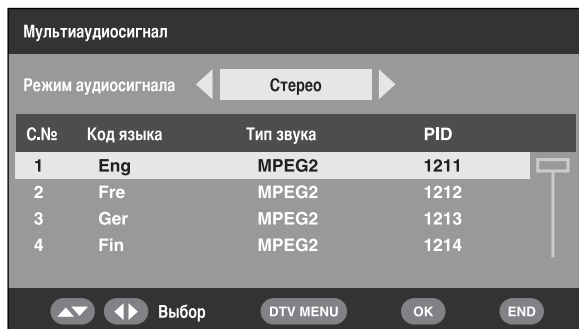 Мультиаудиосигнал
Режим аудиосигнала Стерео
С.№ Код языка Тип звука PID
1 Eng MPEG2 1211
2 Fre MPEG2 1212
3 Ger MPEG2 1213
4 Fin MPEG2 1214
Выбор DTV MENU OK END